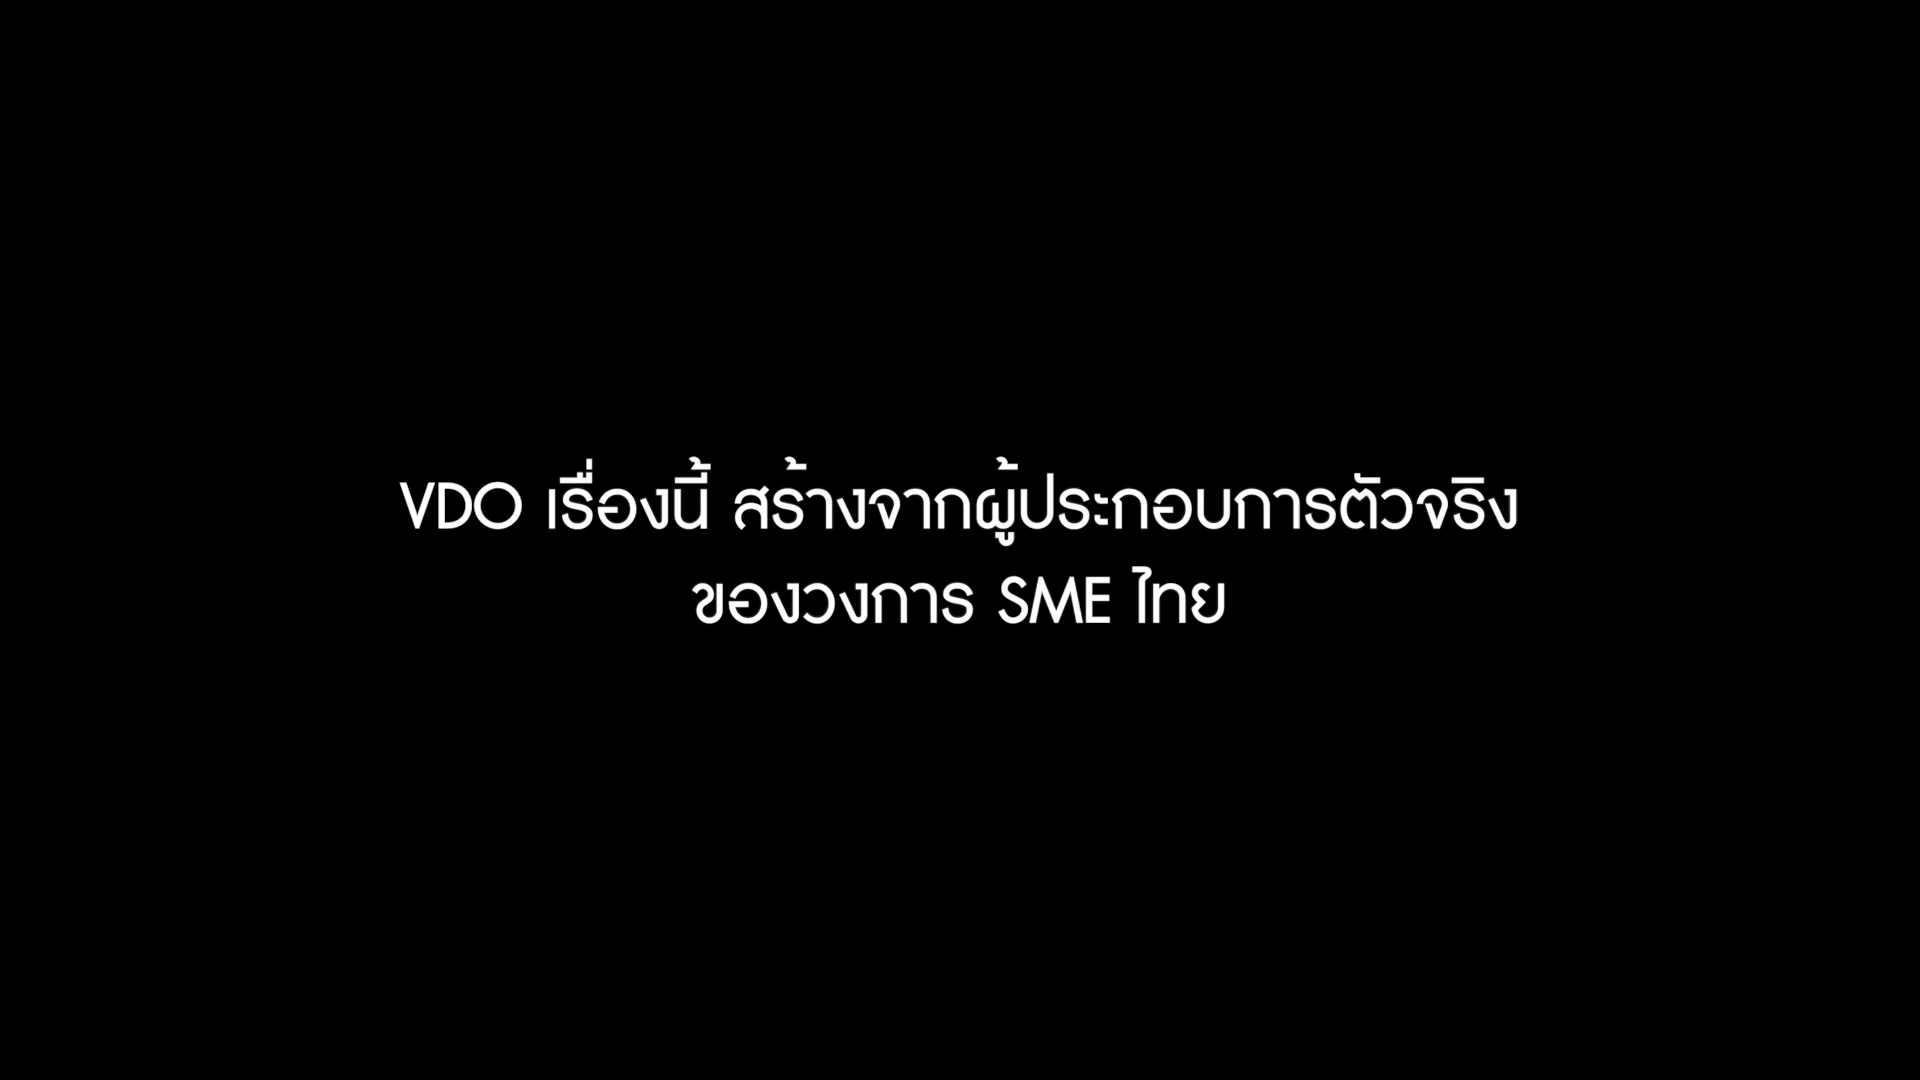 VDO เรื่องนี้ สร้างจากผู้ประกอบการตัวจริง
ของวงการ SME ไทย